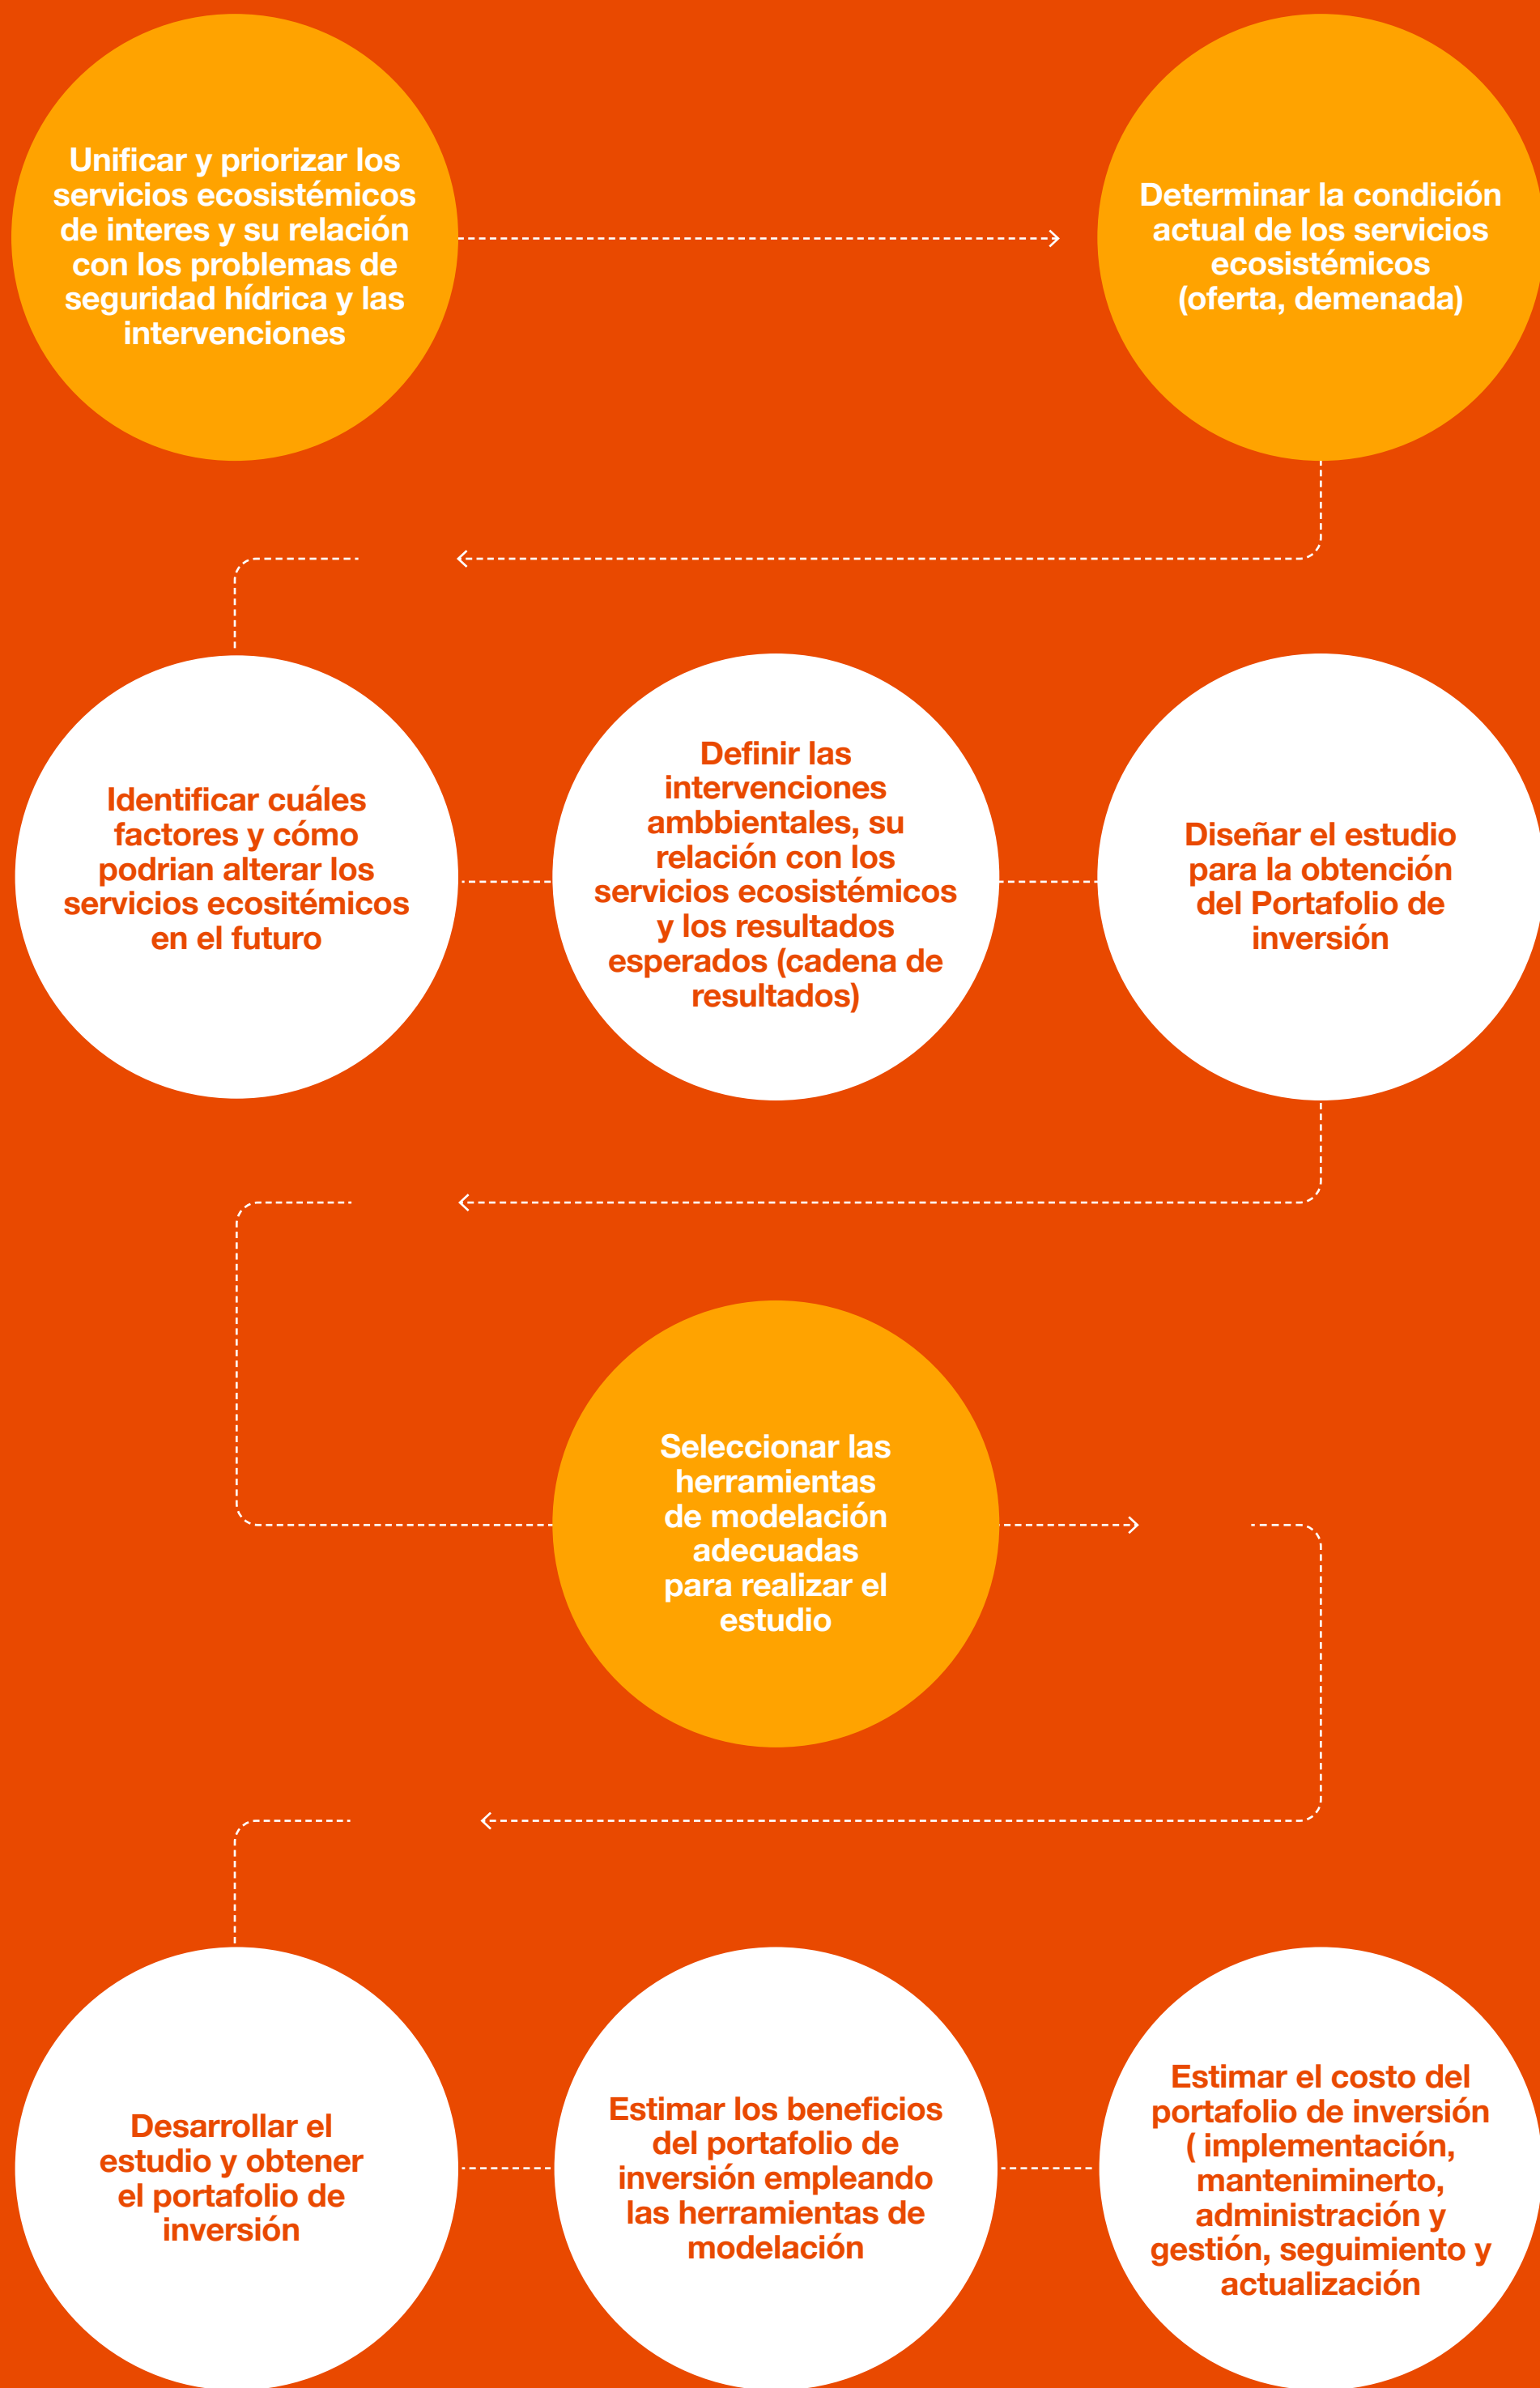 Unificar y priorizar los
servicios ecosistémicos
de interes y su relación
con los problemas de
seguridad hídrica y las
intervenciones
Determinar la condición
actual de los servicios
ecosistémicos
(oferta, demenada)
Identificar cuáles
factores y cómo
podrian alterar los
servicios ecositémicos
en el futuro
Definir las
intervenciones
ambbientales, su
relación con los
servicios ecosistémicos
y los resultados
esperados (cadena de
resultados)
Diseñar el estudio
para la obtención
del Portafolio de
inversión
Seleccionar las
herramientas
de modelación
adecuadas
para realizar el
estudio
Desarrollar el
estudio y obtener
el portafolio de
inversión
Estimar los beneficios
del portafolio de
inversión empleando
las herramientas de
modelación
Estimar el costo del
portafolio de inversión
( implementación,
manteniminerto,
administración y
gestión, seguimiento y
actualización